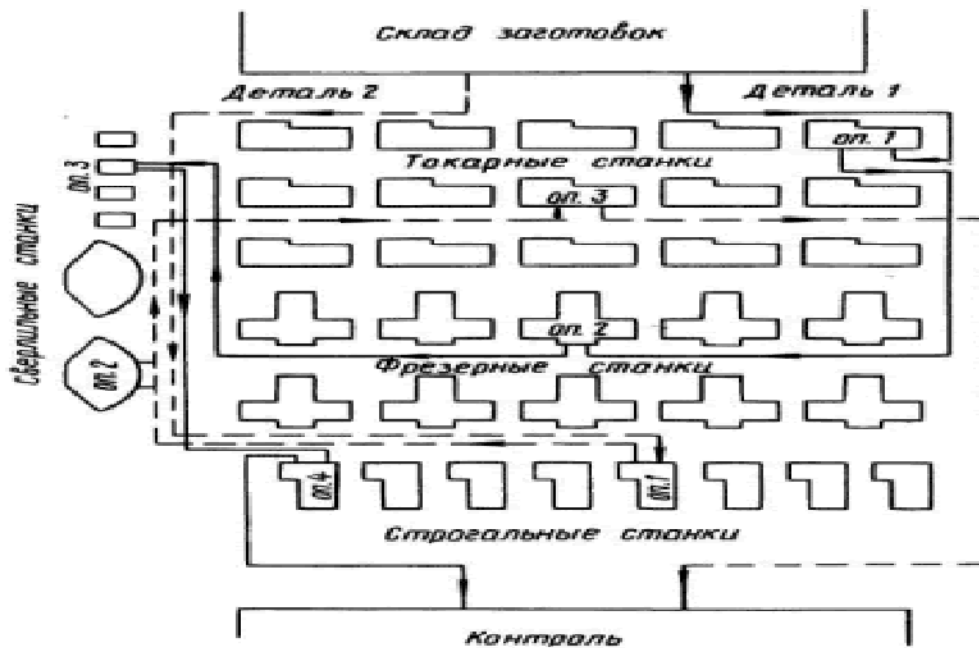 Склад заготовок
Деталь 2
Деталь 1
оп. 1
Токарные станки
оп.3
оп. 3
Сверлильные станки
оп. 2
Фрезерные станки
оп.2
оп.4
оп.1
Строгальные станки
Контраль